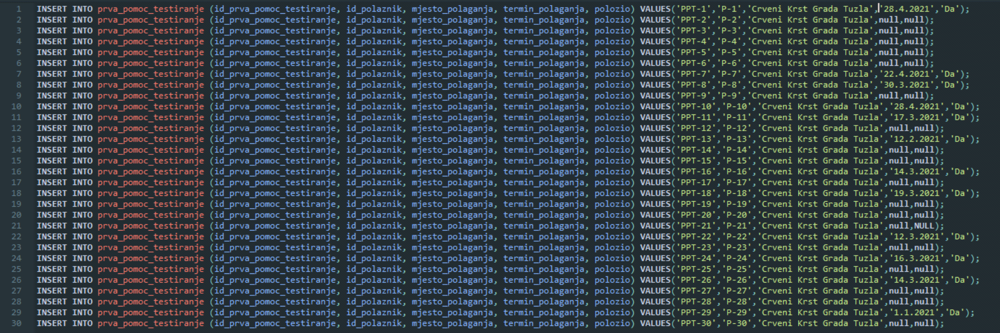 1 INSERT INTO prva_pomoc_testiranje (id_prva_pomoc_testiranje, id_polaznik, mjesto_polaganja, termin_polaganja, polozio) VALUES('PPT-1','P-1','Crveni Krst Grada Tuzla','28.4.2021','Da');
2 INSERT INTO prva_pomoc_testiranje (id_prva_pomoc_testiranje, id_polaznik, mjesto_polaganja, termin_polaganja, polozio) VALUES('PPT-2','P-2','Crveni Krst Grada Tuzla',null,null);
3 INSERT INTO prva_pomoc_testiranje (id_prva_pomoc_testiranje, id_polaznik, mjesto_polaganja, termin_polaganja, polozio) VALUES('PPT-3','P-3','Crveni Krst Grada Tuzla',null,null);
4 INSERT INTO prva_pomoc_testiranje (id_prva_pomoc_testiranje, id_polaznik, mjesto_polaganja, termin_polaganja, polozio) VALUES('PPT-4','P-4','Crveni Krst Grada Tuzla',null,null);
5 INSERT INTO prva_pomoc_testiranje (id_prva_pomoc_testiranje, id_polaznik, mjesto_polaganja, termin_polaganja, polozio) VALUES('PPT-5','P-5','Crveni Krst Grada Tuzla',null,null);
6 INSERT INTO prva_pomoc_testiranje (id_prva_pomoc_testiranje, id_polaznik, mjesto_polaganja, termin_polaganja, polozio) VALUES('PPT-6','P-6','Crveni Krst Grada Tuzla',null,null);
7 INSERT INTO prva_pomoc_testiranje (id_prva_pomoc_testiranje, id_polaznik, mjesto_polaganja, termin_polaganja, polozio) VALUES('PPT-7','P-7','Crveni Krst Grada Tuzla','22.4.2021','Da');
8 INSERT INTO prva_pomoc_testiranje (id_prva_pomoc_testiranje, id_polaznik, mjesto_polaganja, termin_polaganja, polozio) VALUES('PPT-8','P-8','Crveni Krst Grada Tuzla','30.3.2021','Da');
9 INSERT INTO prva_pomoc_testiranje (id_prva_pomoc_testiranje, id_polaznik, mjesto_polaganja, termin_polaganja, polozio) VALUES('PPT-9','P-9','Crveni Krst Grada Tuzla',null,null);
10 INSERT INTO prva_pomoc_testiranje (id_prva_pomoc_testiranje, id_polaznik, mjesto_polaganja, termin_polaganja, polozio) VALUES('PPT-10','P-10','Crveni Krst Grada Tuzla','28.4.2021','Da');
11 INSERT INTO prva_pomoc_testiranje (id_prva_pomoc_testiranje, id_polaznik, mjesto_polaganja, termin_polaganja, polozio) VALUES('PPT-11','P-11','Crveni Krst Grada Tuzla','17.3.2021','Da');
12 INSERT INTO prva_pomoc_testiranje (id_prva_pomoc_testiranje, id_polaznik, mjesto_polaganja, termin_polaganja, polozio) VALUES('PPT-12','P-12','Crveni Krst Grada Tuzla',null,null);
13 INSERT INTO prva_pomoc_testiranje (id_prva_pomoc_testiranje, id_polaznik, mjesto_polaganja, termin_polaganja, polozio) VALUES('PPT-13','P-13','Crveni Krst Grada Tuzla','12.2.2021','Da');
14 INSERT INTO prva_pomoc_testiranje (id_prva_pomoc_testiranje, id_polaznik, mjesto_polaganja, termin_polaganja, polozio) VALUES('PPT-14','P-14','Crveni Krst Grada Tuzla',null,null);
15 INSERT INTO prva_pomoc_testiranje (id_prva_pomoc_testiranje, id_polaznik, mjesto_polaganja, termin_polaganja, polozio) VALUES('PPT-15','P-15','Crveni Krst Grada Tuzla',null,null);
16 INSERT INTO prva_pomoc_testiranje (id_prva_pomoc_testiranje, id_polaznik, mjesto_polaganja, termin_polaganja, polozio) VALUES('PPT-16','P-16','Crveni Krst Grada Tuzla','14.3.2021','Da');
17 INSERT INTO prva_pomoc_testiranje (id_prva_pomoc_testiranje, id_polaznik, mjesto_polaganja, termin_polaganja, polozio) VALUES('PPT-17','P-17','Crveni Krst Grada Tuzla',null,null);
18 INSERT INTO prva_pomoc_testiranje (id_prva_pomoc_testiranje, id_polaznik, mjesto_polaganja, termin_polaganja, polozio) VALUES('PPT-18','P-18','Crveni Krst Grada Tuzla','19.3.2021','Da');
19 INSERT INTO prva_pomoc_testiranje (id_prva_pomoc_testiranje, id_polaznik, mjesto_polaganja, termin_polaganja, polozio) VALUES('PPT-19','P-19','Crveni Krst Grada Tuzla',null,null);
20 INSERT INTO prva_pomoc_testiranje (id_prva_pomoc_testiranje, id_polaznik, mjesto_polaganja, termin_polaganja, polozio) VALUES('PPT-20','P-20','Crveni Krst Grada Tuzla',null,null);
21 INSERT INTO prva_pomoc_testiranje (id_prva_pomoc_testiranje, id_polaznik, mjesto_polaganja, termin_polaganja, polozio) VALUES('PPT-21','P-21','Crveni Krst Grada Tuzla',null,NULL);
22 INSERT INTO prva_pomoc_testiranje (id_prva_pomoc_testiranje, id_polaznik, mjesto_polaganja, termin_polaganja, polozio) VALUES('PPT-22','P-22','Crveni Krst Grada Tuzla','12.3.2021','Da');
23 INSERT INTO prva_pomoc_testiranje (id_prva_pomoc_testiranje, id_polaznik, mjesto_polaganja, termin_polaganja, polozio) VALUES('PPT-23','P-23','Crveni Krst Grada Tuzla',null,null);
24 INSERT INTO prva_pomoc_testiranje (id_prva_pomoc_testiranje, id_polaznik, mjesto_polaganja, termin_polaganja, polozio) VALUES('PPT-24','P-24','Crveni Krst Grada Tuzla','16.3.2021','Da');
25 INSERT INTO prva_pomoc_testiranje (id_prva_pomoc_testiranje, id_polaznik, mjesto_polaganja, termin_polaganja, polozio) VALUES('PPT-25','P-25','Crveni Krst Grada Tuzla',null,null);
26 INSERT INTO prva_pomoc_testiranje (id_prva_pomoc_testiranje, id_polaznik, mjesto_polaganja, termin_polaganja, polozio) VALUES('PPT-26','P-26','Crveni Krst Grada Tuzla','14.3.2021','Da');
27 INSERT INTO prva_pomoc_testiranje (id_prva_pomoc_testiranje, id_polaznik, mjesto_polaganja, termin_polaganja, polozio) VALUES('PPT-27','P-27','Crveni Krst Grada Tuzla',null,null);
28 INSERT INTO prva_pomoc_testiranje (id_prva_pomoc_testiranje, id_polaznik, mjesto_polaganja, termin_polaganja, polozio) VALUES('PPT-28','P-28','Crveni Krst Grada Tuzla',null,null);
29 INSERT INTO prva_pomoc_testiranje (id_prva_pomoc_testiranje, id_polaznik, mjesto_polaganja, termin_polaganja, polozio) VALUES('PPT-29','P-29','Crveni Krst Grada Tuzla','1.1.2021','Da');
30 INSERT INTO prva_pomoc_testiranje (id_prva_pomoc_testiranje, id_polaznik, mjesto_polaganja, termin_polaganja, polozio) VALUES('PPT-30','P-30','Crveni Krst Grada Tuzla',null,null);